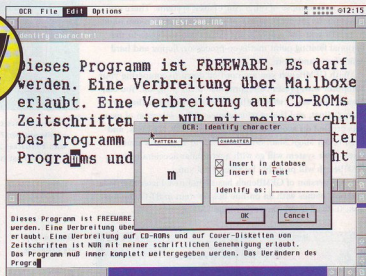 OCR File Edit Options 12:15
OCR: TEST_200.IMG
Identify character!
Dieses Programm ist FREEWARE. Es darf
werden. Eine Verbreitung über Mailboxe
erlaubt. Eine Verbreitung auf CD-ROMs
Zeitschriften ist NUR mit meiner schri
Das Programm
Programms und
OCR: Identify character
PATTERN
m
CHARACTER
Insert in database
Insert in text
Identify as:
OK Cancel
Dieses Programm ist FREEWARE.
werden. Eine Verbreitung über
erlaubt. Eine Verbreitung auf CD-ROMs und auf Cover-Disketten von
Zeitschriften ist NUR mit meiner schriftlichen Genehmigung erlaubt.
Das Programm muß immer komplett weitergegeben werden. Das Verändern des
Progra